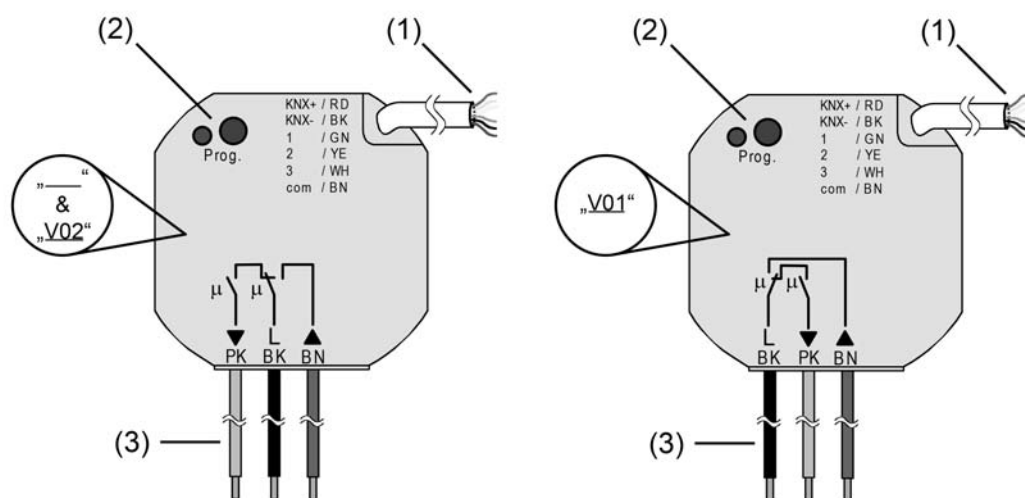 (2)
(1)
KNX+ / RD
KNX- / BK
1 / GN
2 / YE
3 / WH
com / BN
Prog.
„___“
&
„V02“
µ
µ
L
PK
BK
BN
(3)
(2)
(1)
KNX+ / RD
KNX- / BK
1 / GN
2 / YE
3 / WH
com / BN
Prog.
„V01“
µ
µ
L
BK
PK
BN
(3)